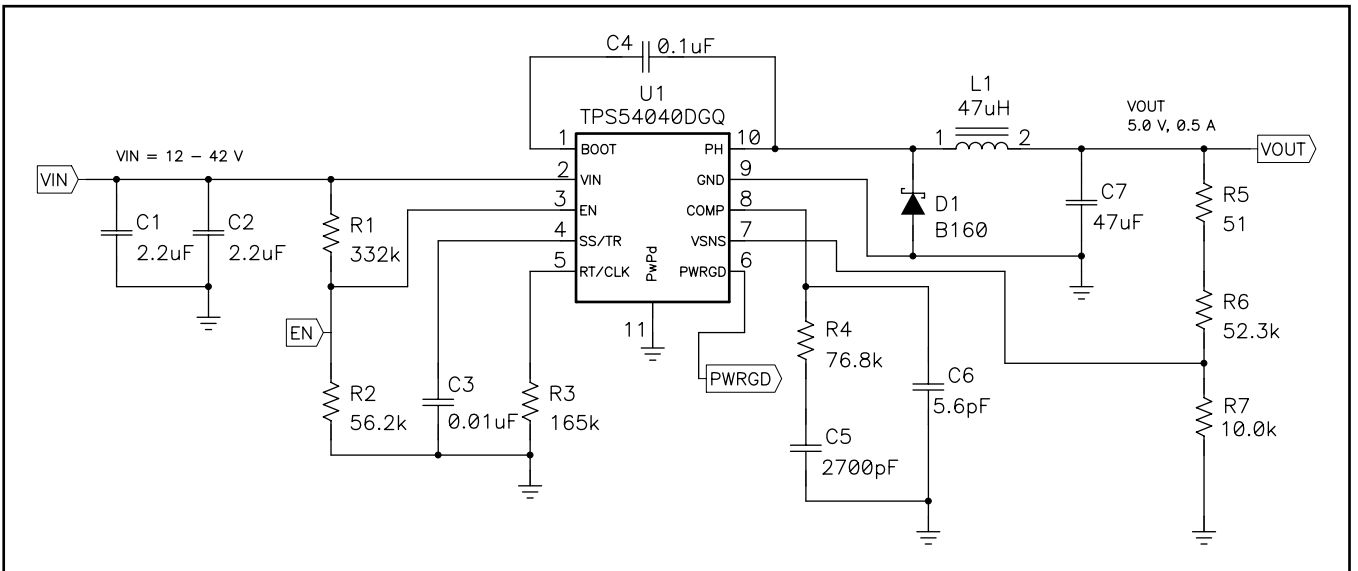 C4
0.1uF
U1
TPS54040DGQ
L1
47uH
VOUT
5.0 V, 0.5 A
VIN = 12 – 42 V
VIN
VOUT
1
BOOT
2
VIN
3
EN
4
SS/TR
5
RT/CLK
PwPd
11
PH
10
GND
9
COMP
8
VSNS
7
PWRGD
6
1
2
C1
2.2uF
C2
2.2uF
R1
332k
EN
R2
56.2k
C3
0.01uF
R3
165k
PWRGD
R4
76.8k
C5
2700pF
C6
5.6pF
D1
B160
C7
47uF
R5
51
R6
52.3k
R7
10.0k